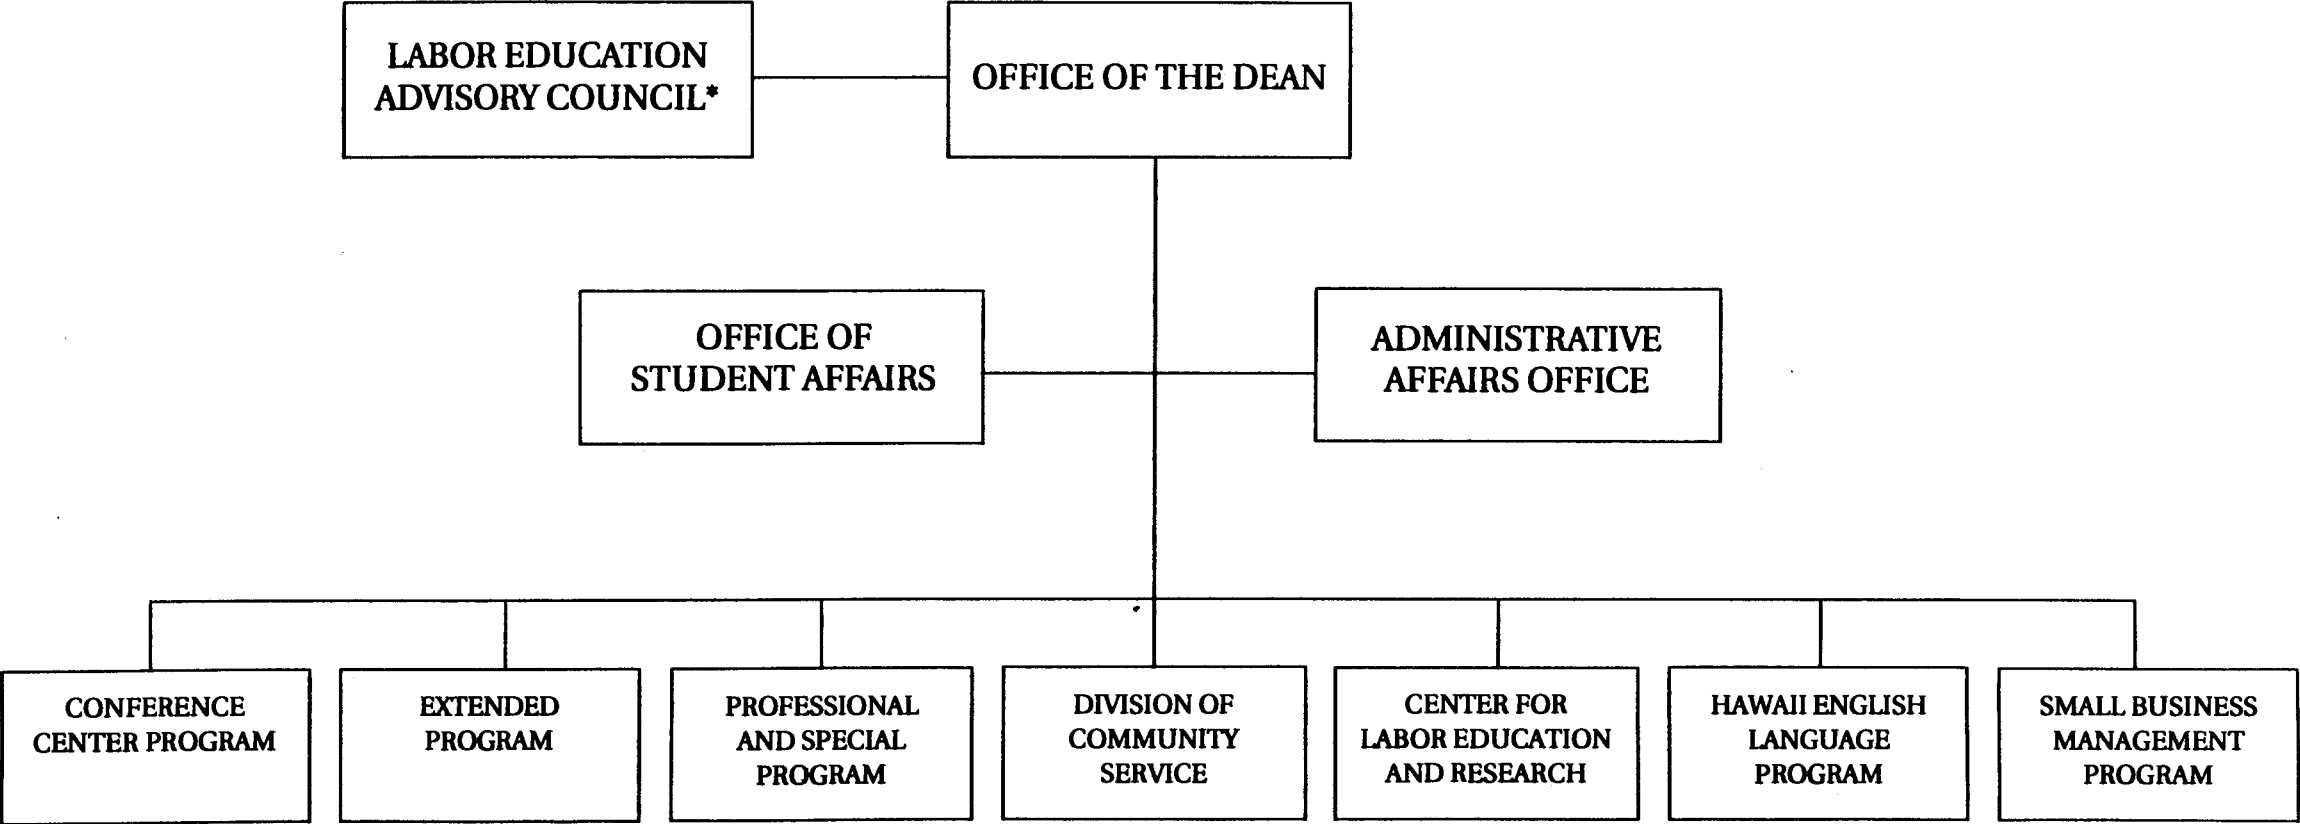 LABOR EDUCATION
ADVISORY COUNCIL*
OFFICE OF THE DEAN
OFFICE OF
STUDENT AFFAIRS
ADMINISTRATIVE
AFFAIRS OFFICE
CONFERENCE
CENTER PROGRAM
EXTENDED
PROGRAM
PROFESSIONAL
AND SPECIAL
PROGRAM
DIVISION OF
COMMUNITY
SERVICE
CENTER FOR
LABOR EDUCATION
AND RESEARCH
HAWAII ENGLISH
LANGUAGE
PROGRAM
SMALL BUSINESS
MANAGEMENT
PROGRAM